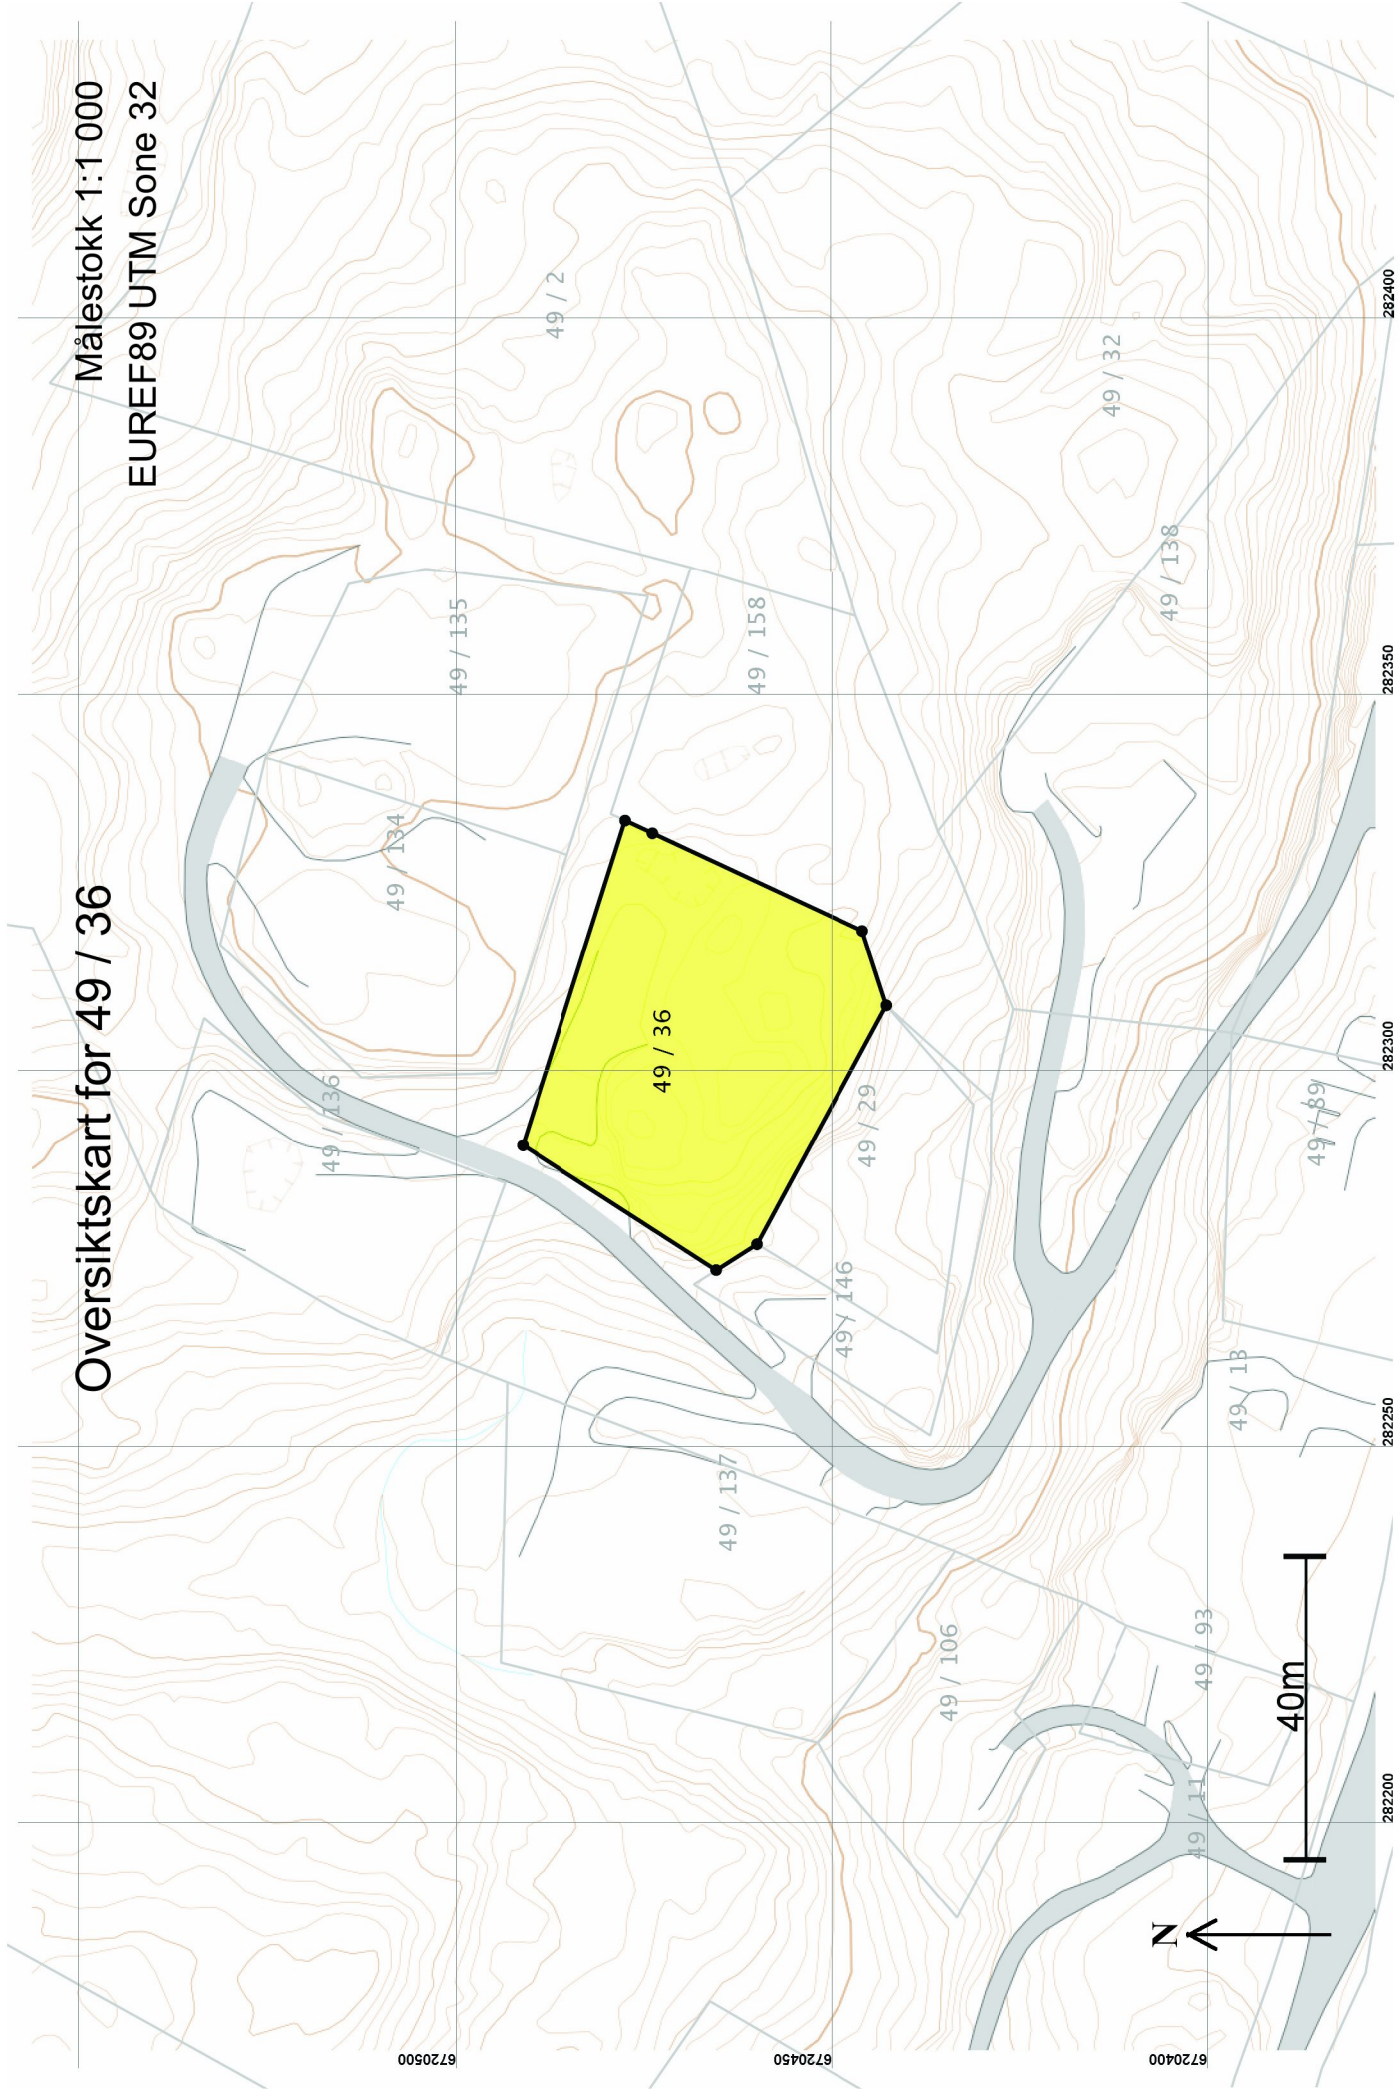 Oversiktskart for 49 / 36
Målestokk 1:1 000
EUREF89 UTM Sone 32
49 / 2
49 / 135
49 / 134
49 / 136
49 / 158
49 / 32
49 / 138
49 / 36
49 / 29
49 / 146
49 / 137
49 / 89
49 / 13
49 / 106
49 / 93
49 / 11
40m
N
6720500
6720450
6720400
282200
282250
282300
282350
282400